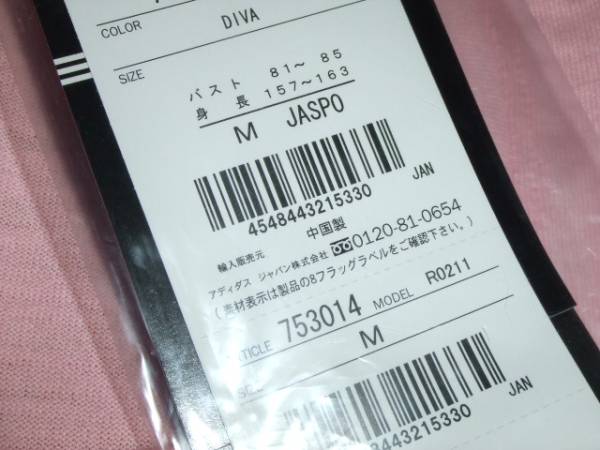 COLOR DIVA
SIZE
バスト 81～ 85
身 長 157～163
M JASPO
4548443215330 JAN
中国製
輸入販売元
アディダス ジャパン株式会社 0120-81-0654
(素材表示は製品の8フラッグラベルをご確認下さい。)
ARTICLE 753014 MODEL R0211
M
48443215330 JAN